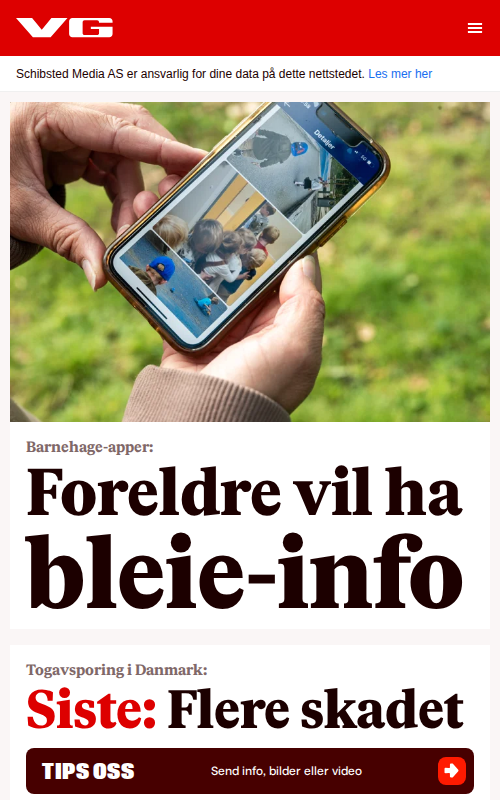 VG
Schibsted Media AS er ansvarlig for dine data på dette nettstedet. Les mer her
Detaljer
Barnehage-apper:
Foreldre vil ha
bleie-info
Togavsporing i Danmark:
Siste: Flere skadet
TIPS OSS
Send info, bilder eller video